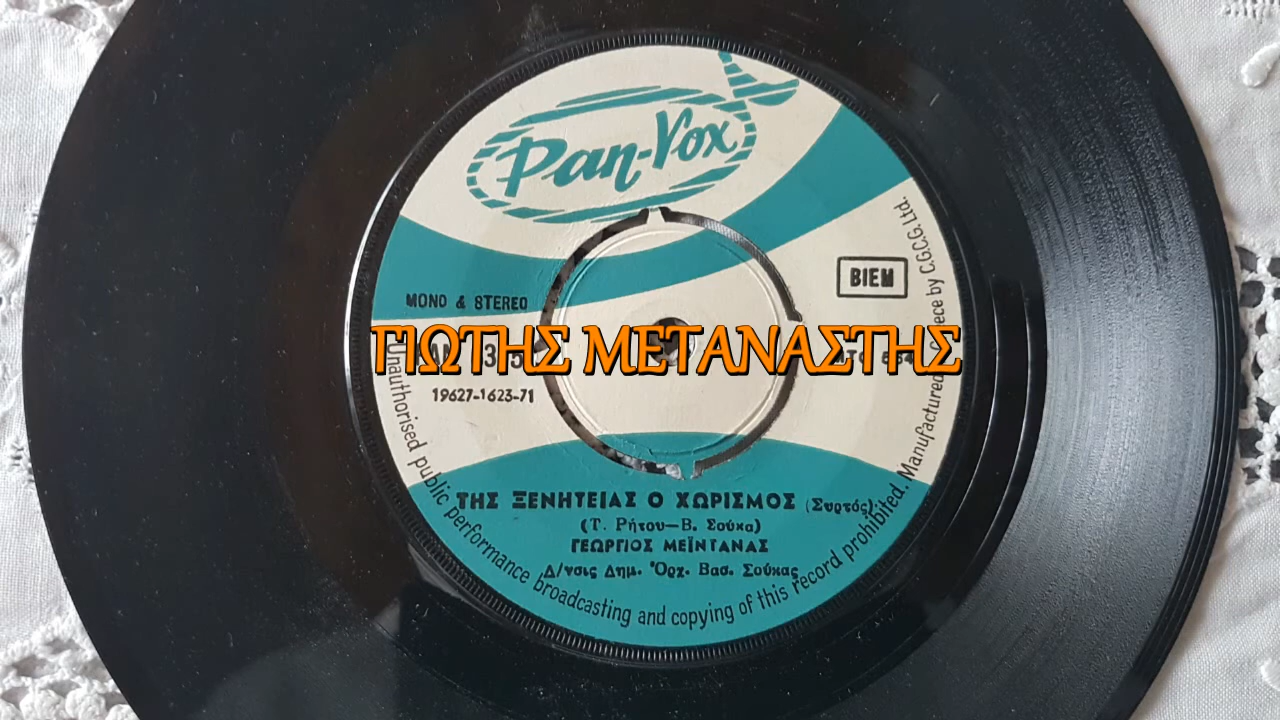 Pan-Vox
BIEM
MONO & STEREO
ΓΙΩΤΗΣ ΜΕΤΑΝΑΣΤΗΣ
19627-1623-71
ΤΗΣ ΞΕΝΗΤΕΙΑΣ Ο ΧΩΡΙΣΜΟΣ (Συρτός)
(Τ. Ρήτου—Β. Σούκα)
ΓΕΩΡΓΙΟΣ ΜΕΪΝΤΑΝΑΣ
Δ/νσις Δημ. Ὀρχ. Βασ. Σούκας
Unauthorised public performance broadcasting and copying of this record prohibited. Manufactured by C.G.C.G. Ltd.